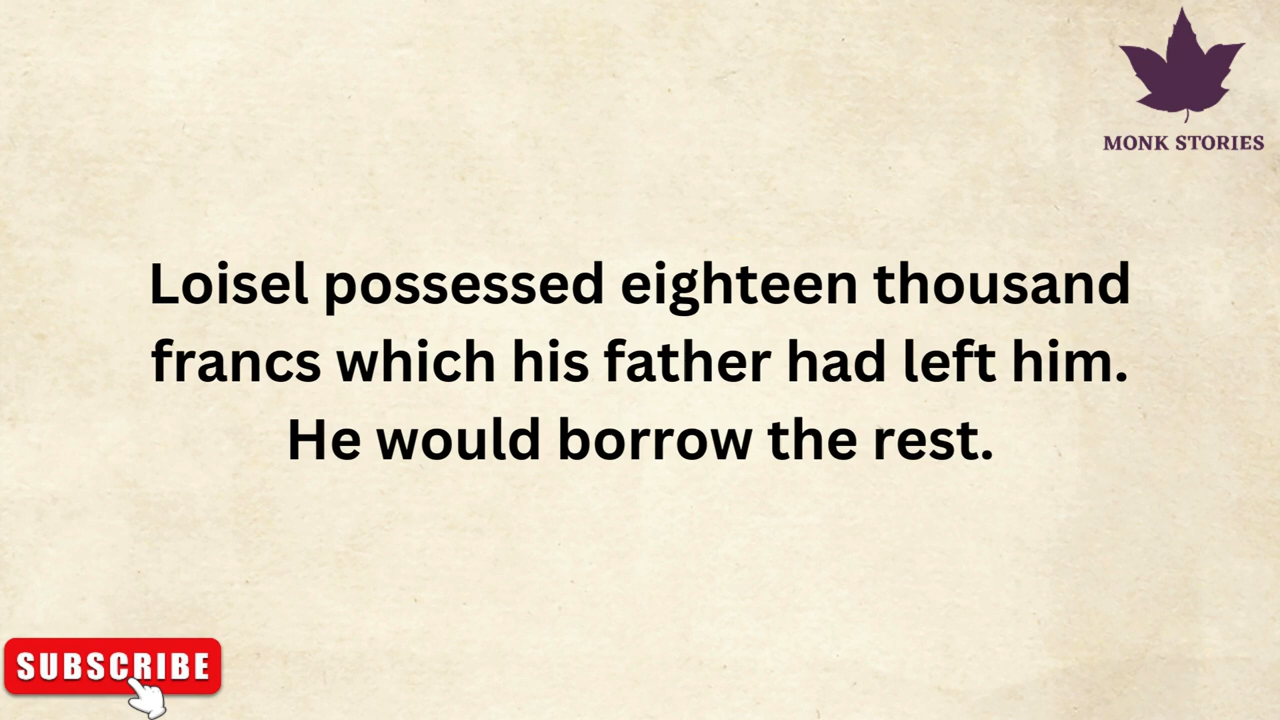 MONK STORIES
Loisel possessed eighteen thousand
francs which his father had left him.
He would borrow the rest.
SUBSCRIBE